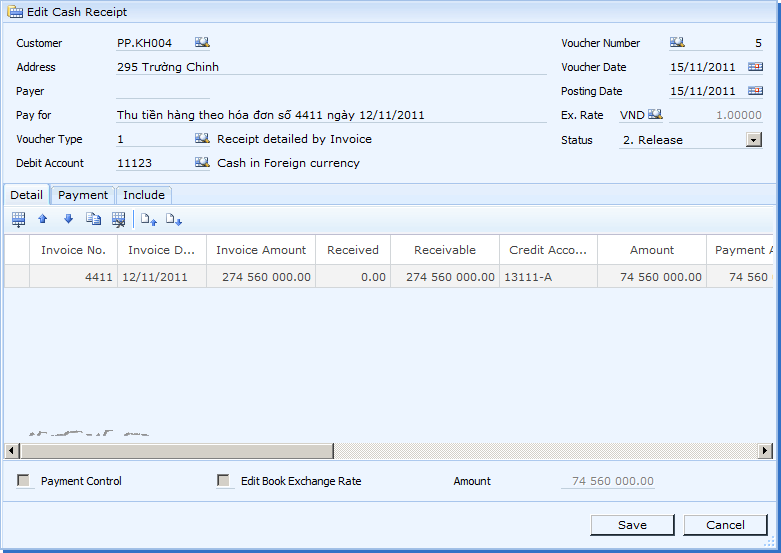 Edit Cash Receipt
Customer PP.KH004 Voucher Number 5
Address 295 Trường Chinh Voucher Date 15/11/2011
Payer Posting Date 15/11/2011
Pay for Thu tiền hàng theo hóa đơn số 4411 ngày 12/11/2011 Ex. Rate VND 1.00000
Voucher Type 1 Receipt detailed by Invoice Status 2. Release
Debit Account 11123 Cash in Foreign currency
Detail Payment Include
Invoice No. Invoice D... Invoice Amount Received Receivable Credit Acco... Amount Payment A
4411 12/11/2011 274 560 000.00 0.00 274 560 000.00 13111-A 74 560 000.00 74 560
Payment Control Edit Book Exchange Rate Amount 74 560 000.00
Save Cancel